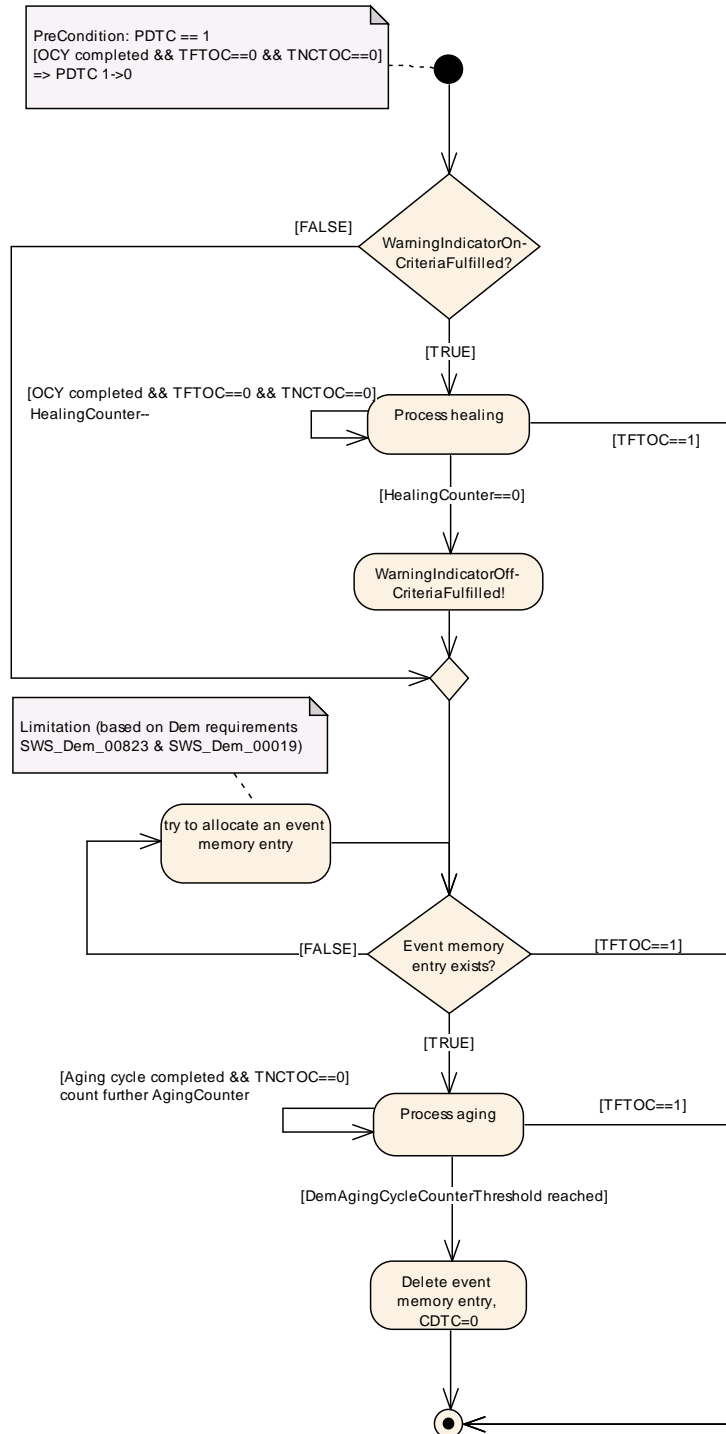 PreCondition: PDTC == 1
[OCY completed && TFTOC==0 && TNCTOC==0]
=> PDTC 1->0
[FALSE]
WarningIndicatorOn-
CriteriaFulfilled?
[TRUE]
[OCY completed && TFTOC==0 && TNCTOC==0]
HealingCounter--
Process healing
[TFTOC==1]
[HealingCounter==0]
WarningIndicatorOff-
CriteriaFulfilled!
Limitation (based on Dem requirements
SWS_Dem_00823 & SWS_Dem_00019)
try to allocate an event
memory entry
[FALSE]
Event memory
entry exists?
[TFTOC==1]
[TRUE]
[Aging cycle completed && TNCTOC==0]
count further AgingCounter
Process aging
[TFTOC==1]
[DemAgingCycleCounterThreshold reached]
Delete event
memory entry,
CDTC=0